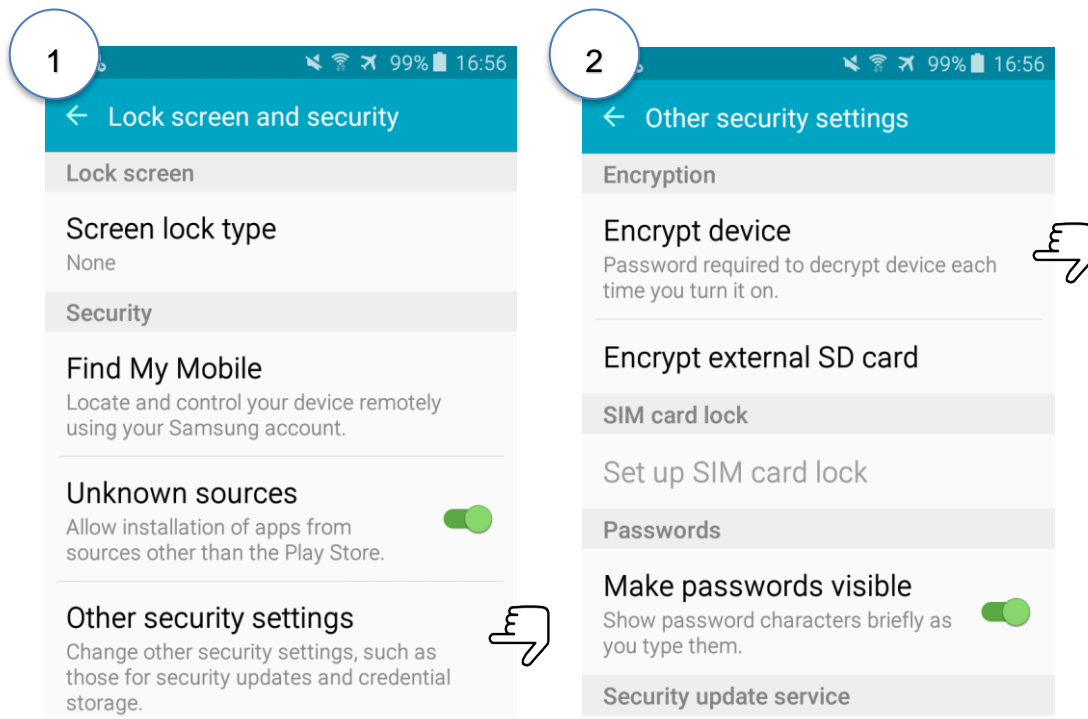 1
99% 16:56
Lock screen and security
Lock screen
Screen lock type
None
Security
Find My Mobile
Locate and control your device remotely
using your Samsung account.
Unknown sources
Allow installation of apps from
sources other than the Play Store.
Other security settings
Change other security settings, such as
those for security updates and credential
storage.
2
99% 16:56
Other security settings
Encryption
Encrypt device
Password required to decrypt device each
time you turn it on.
Encrypt external SD card
SIM card lock
Set up SIM card lock
Passwords
Make passwords visible
Show password characters briefly as
you type them.
Security update service